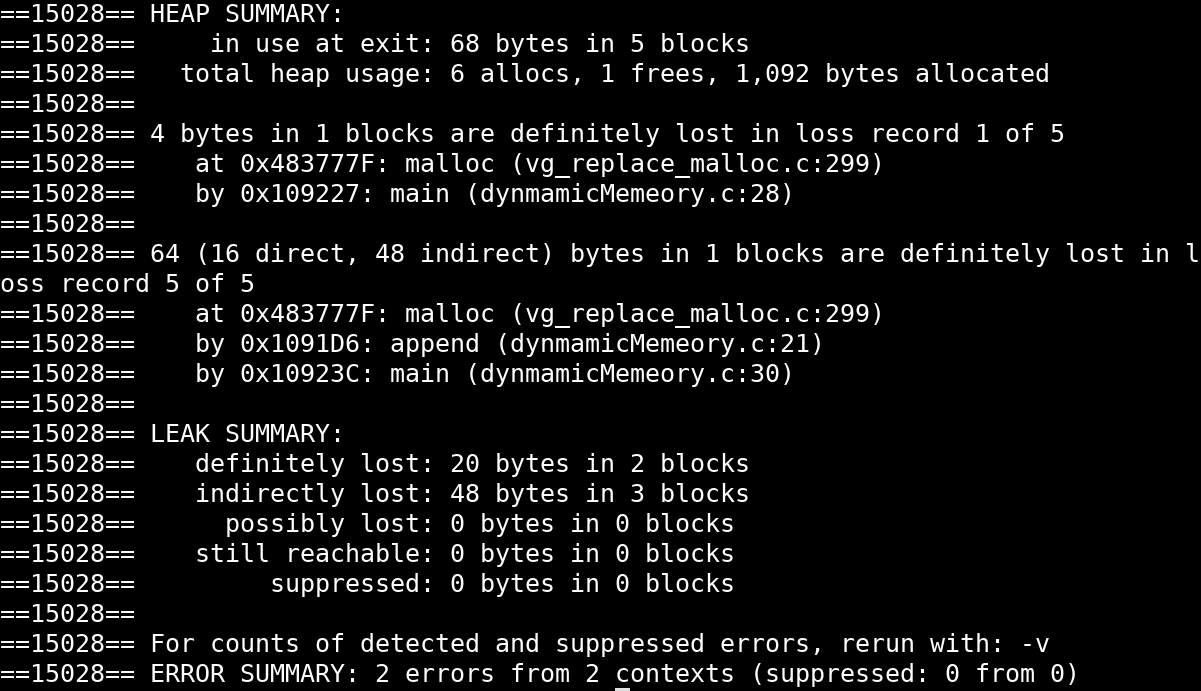 ==15028== HEAP SUMMARY:
==15028==     in use at exit: 68 bytes in 5 blocks
==15028==   total heap usage: 6 allocs, 1 frees, 1,092 bytes allocated
==15028==
==15028== 4 bytes in 1 blocks are definitely lost in loss record 1 of 5
==15028==    at 0x483777F: malloc (vg_replace_malloc.c:299)
==15028==    by 0x109227: main (dynmamicMemeory.c:28)
==15028==
==15028== 64 (16 direct, 48 indirect) bytes in 1 blocks are definitely lost in l
oss record 5 of 5
==15028==    at 0x483777F: malloc (vg_replace_malloc.c:299)
==15028==    by 0x1091D6: append (dynmamicMemeory.c:21)
==15028==    by 0x10923C: main (dynmamicMemeory.c:30)
==15028==
==15028== LEAK SUMMARY:
==15028==    definitely lost: 20 bytes in 2 blocks
==15028==    indirectly lost: 48 bytes in 3 blocks
==15028==      possibly lost: 0 bytes in 0 blocks
==15028==    still reachable: 0 bytes in 0 blocks
==15028==         suppressed: 0 bytes in 0 blocks
==15028==
==15028== For counts of detected and suppressed errors, rerun with: -v
==15028== ERROR SUMMARY: 2 errors from 2 contexts (suppressed: 0 from 0)